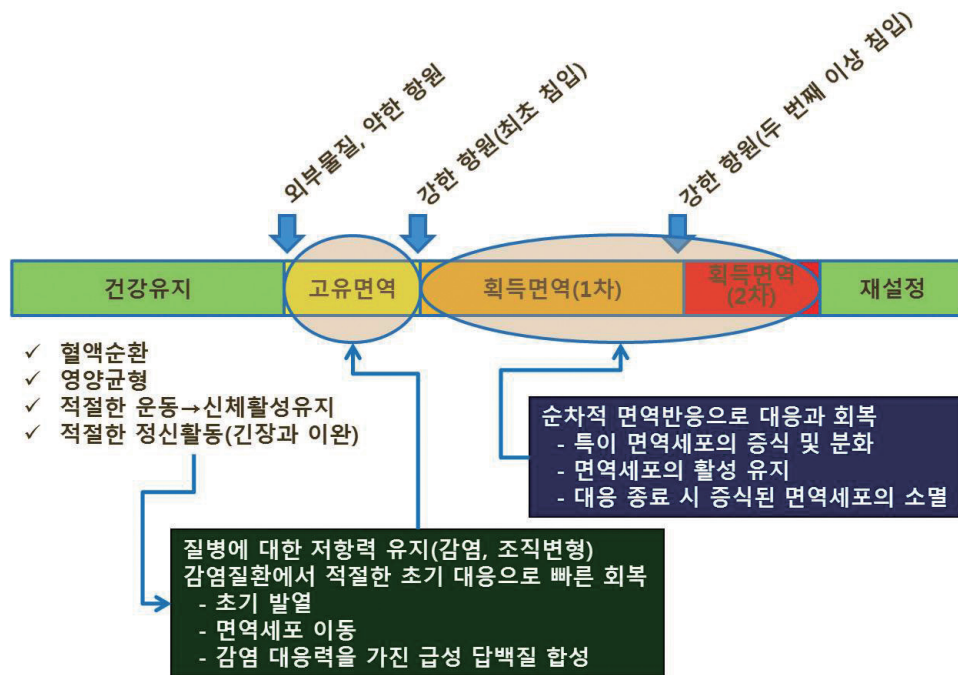 외부물질, 약한 항원
강한 항원(최초 침입)
강한 항원(두 번째 이상 침입)
건강유지
고유면역
획득면역(1차)
획득면역
(2차)
재설정
✓ 혈액순환
✓ 영양균형
✓ 적절한 운동→신체활성유지
✓ 적절한 정신활동(긴장과 이완)
순차적 면역반응으로 대응과 회복
- 특이 면역세포의 증식 및 분화
- 면역세포의 활성 유지
- 대응 종료 시 증식된 면역세포의 소멸
질병에 대한 저항력 유지(감염, 조직변형)
감염질환에서 적절한 초기 대응으로 빠른 회복
- 초기 발열
- 면역세포 이동
- 감염 대응력을 가진 급성 답백질 합성